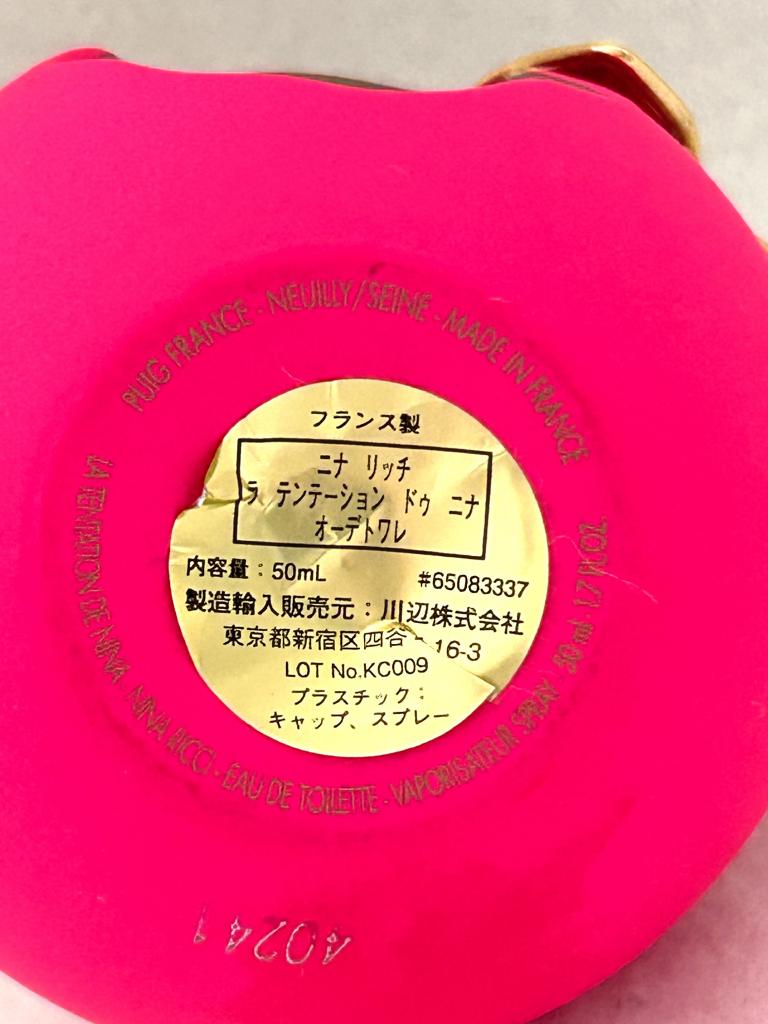 PUIG FRANCE · NEUILLY/SEINE · MADE IN FRANCE
フランス製
ニナ リッチ
ラ テンテーション ドゥ ニナ
オーデトワレ
内容量：50mL #65083337
製造輸入販売元：川辺株式会社
東京都新宿区四谷 16-3
LOT No.KC009
プラスチック：
キャップ、スプレー
LA TENTATION DE NINA · NINA RICCI · EAU DE TOILETTE · VAPORISATEUR SPRAY · 50 ml
40241